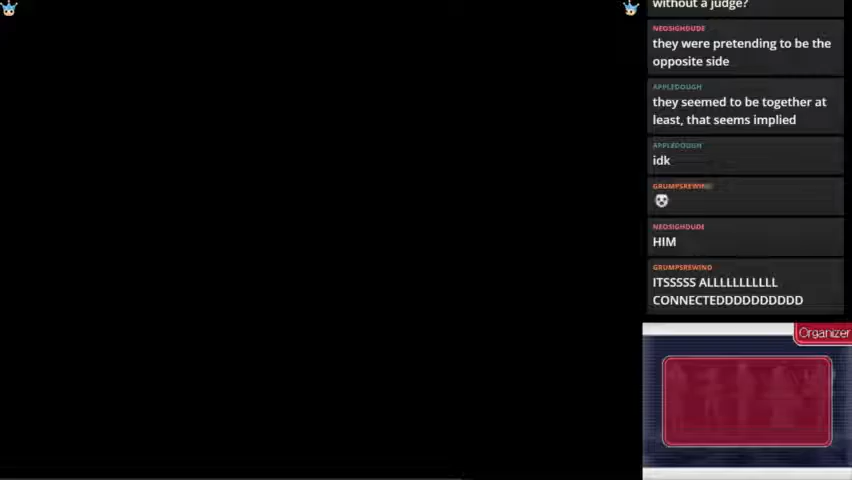 without a judge?
NEOSIGHDUDE
they were pretending to be the
opposite side
APPLEDOUGH
they seemed to be together at
least, that seems implied
APPLEDOUGH
idk
GRUMPSREWIND
NEOSIGHDUDE
HIM
GRUMPSREWIND
ITSSSSS ALLLLLLLLLLL
CONNECTEDDDDDDDDDD
Organizer